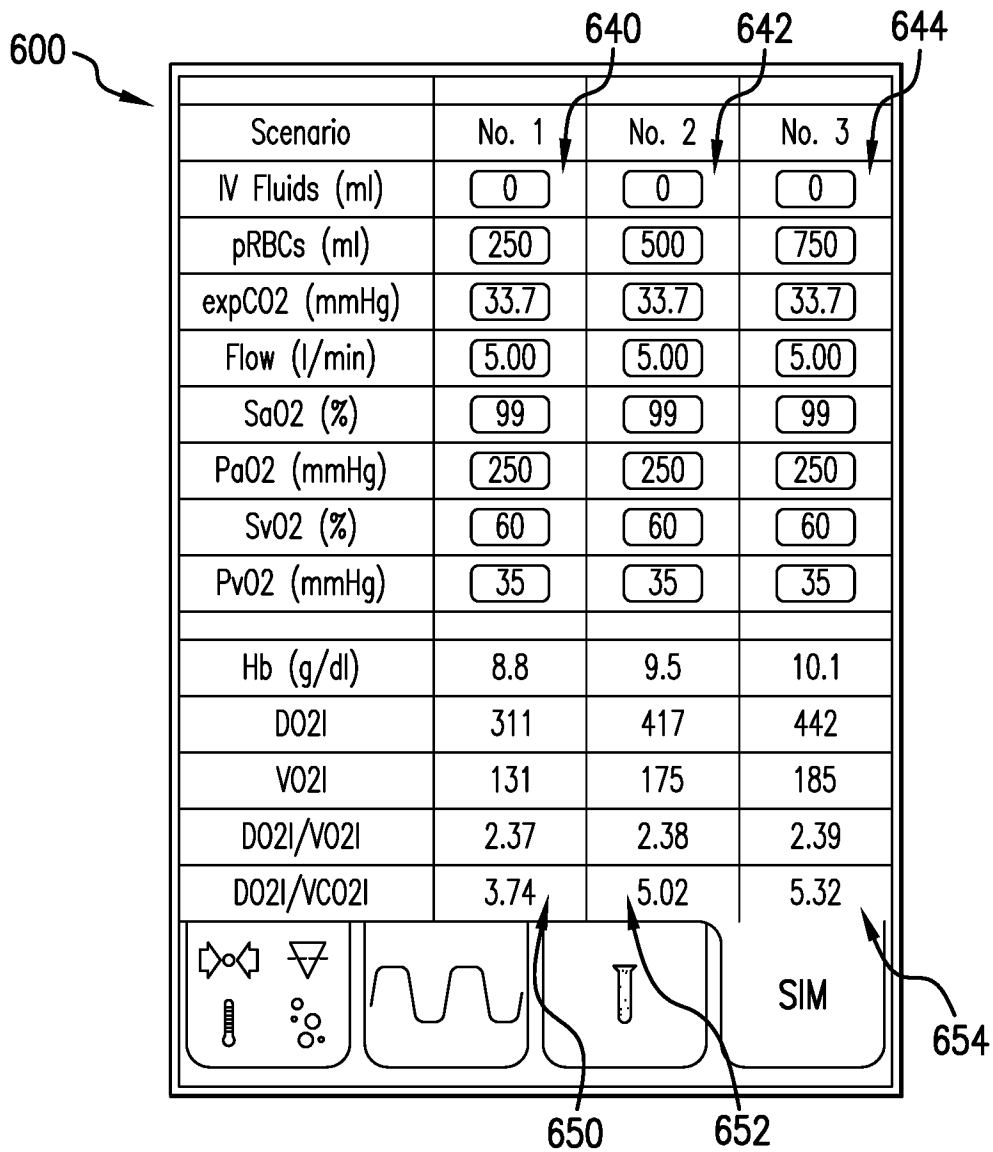 640 642 644
600
Scenario No. 1 No. 2 No. 3
IV Fluids (ml) 0 0 0
pRBCs (ml) 250 500 750
expCO2 (mmHg) 33.7 33.7 33.7
Flow (l/min) 5.00 5.00 5.00
SaO2 (%) 99 99 99
PaO2 (mmHg) 250 250 250
SvO2 (%) 60 60 60
PvO2 (mmHg) 35 35 35
Hb (g/dl) 8.8 9.5 10.1
DO2I 311 417 442
VO2I 131 175 185
DO2I/VO2I 2.37 2.38 2.39
DO2I/VCO2I 3.74 5.02 5.32
SIM
654
650 652